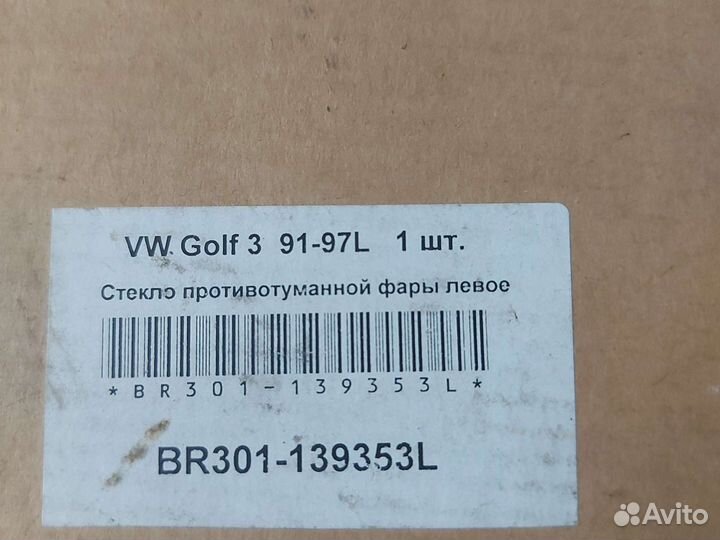 VW Golf 3 91-97L 1 шт.
Стекло противотуманной фары левое
*BR301-139353L*
BR301-139353L
Avito